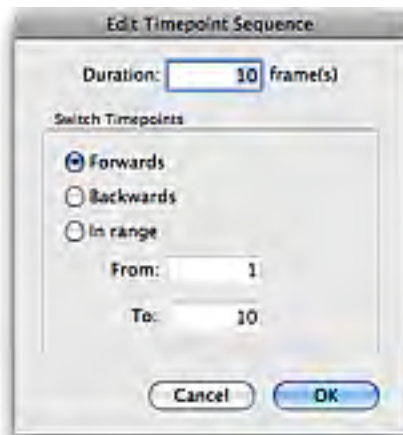 Edit Timepoint Sequence
Duration: 10 frame(s)
Switch Timepoints
Forwards
Backwards
In range
From: 1
To: 10
Cancel OK